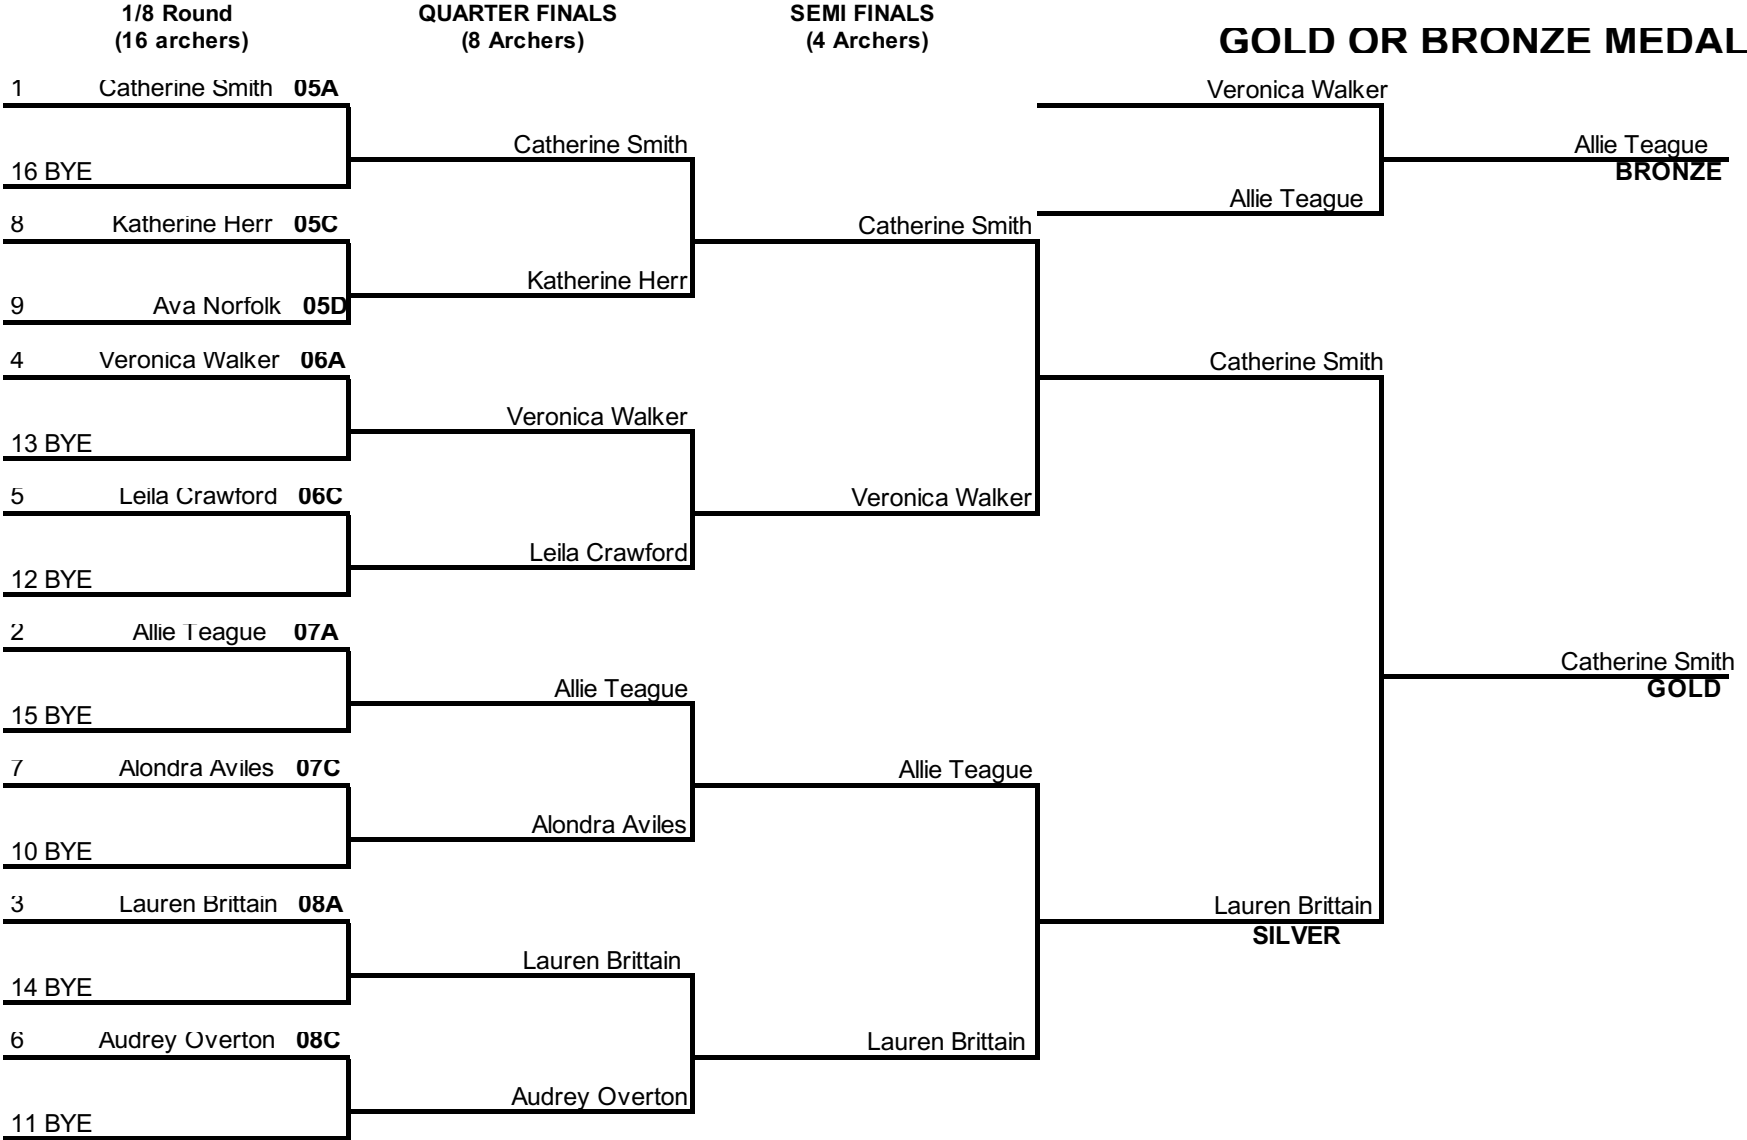 1/8 Round
(16 archers)
QUARTER FINALS
(8 Archers)
SEMI FINALS
(4 Archers)
GOLD OR BRONZE MEDAL
1 Catherine Smith 05A
16 BYE
8 Katherine Herr 05C
9 Ava Norfolk 05D
4 Veronica Walker 06A
13 BYE
5 Leila Crawford 06C
12 BYE
2 Allie Teague 07A
15 BYE
7 Alondra Aviles 07C
10 BYE
3 Lauren Brittain 08A
14 BYE
6 Audrey Overton 08C
11 BYE
Catherine Smith
Katherine Herr
Veronica Walker
Leila Crawford
Allie Teague
Alondra Aviles
Lauren Brittain
Audrey Overton
Catherine Smith
Veronica Walker
Allie Teague
Lauren Brittain
Veronica Walker
Allie Teague
Catherine Smith
Lauren Brittain
SILVER
Allie Teague
BRONZE
Catherine Smith
GOLD